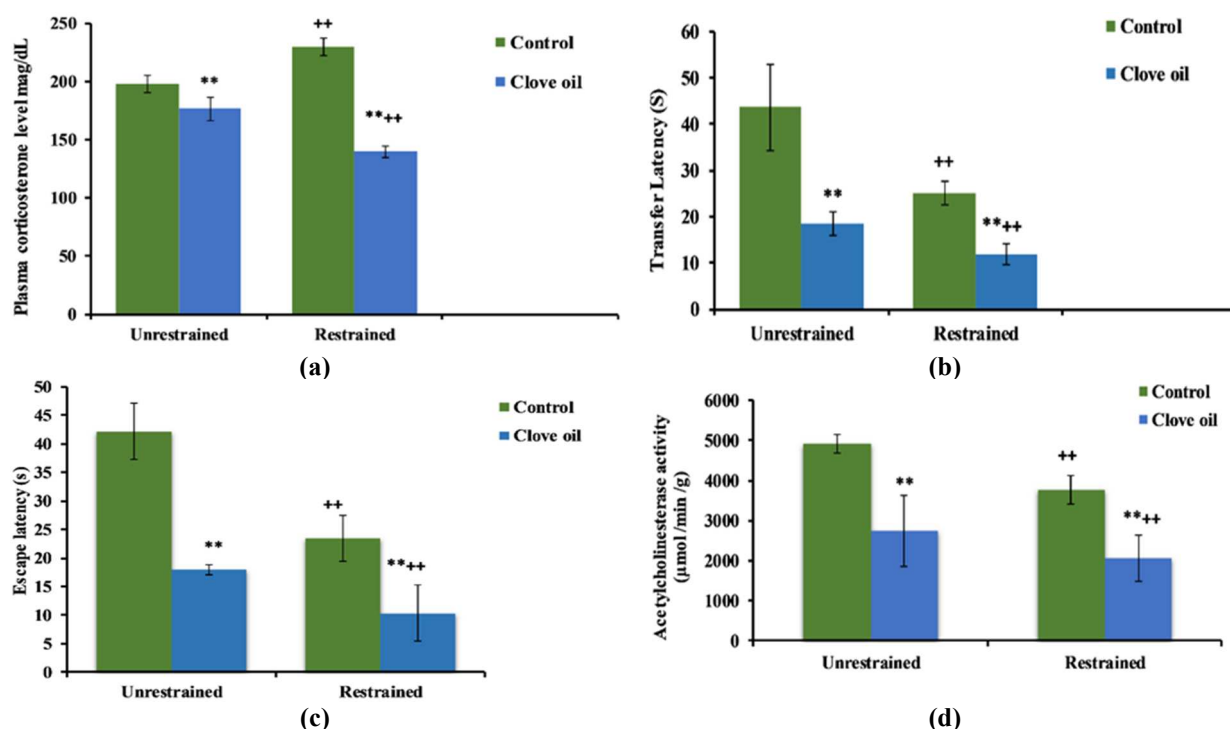 Plasma corticosterone level mag/dL
250
200
150
100
50
0
**
++
**++
Control
Clove oil
Unrestrained
Restrained
(a)
Transfer Latency (S)
60
50
40
30
20
10
0
**
++
**++
Control
Clove oil
Unrestrained
Restrained
(b)
Escape latency (s)
50
45
40
35
30
25
20
15
10
5
0
**
++
**++
Control
Clove oil
Unrestrained
Restrained
(c)
Acetylcholinesterase activity
(µmol /min /g)
6000
5000
4000
3000
2000
1000
0
**
++
**++
Control
Clove oil
Unrestrained
Restrained
(d)